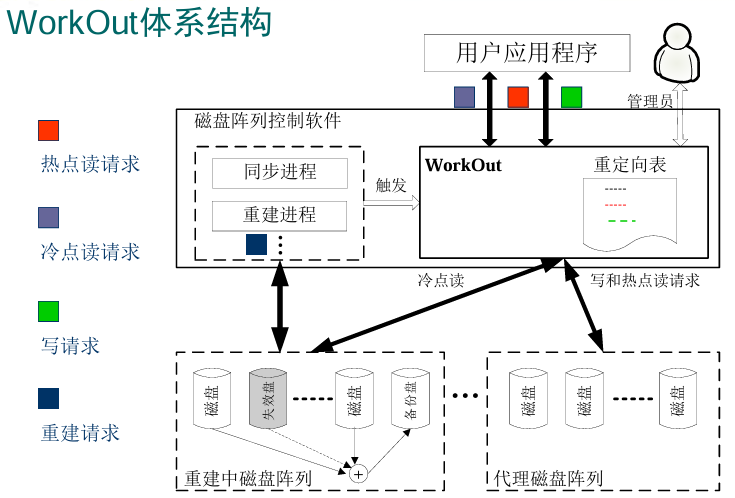 WorkOut体系结构
用户应用程序
管理员
磁盘阵列控制软件
热点读请求
同步进程
触发
WorkOut
重定向表
重建进程
冷点读请求
冷点读
写和热点读请求
写请求
磁盘
失效盘
磁盘
备份盘
磁盘
磁盘
磁盘
重建请求
重建中磁盘阵列
代理磁盘阵列